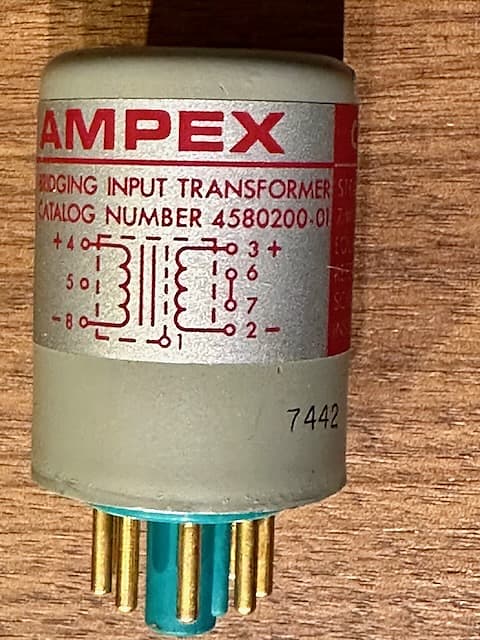 AMPEX
BRIDGING INPUT TRANSFORMER
CATALOG NUMBER 4580200-01
+ 4 3 +
5 6
7
- 8 2 -
1
7442